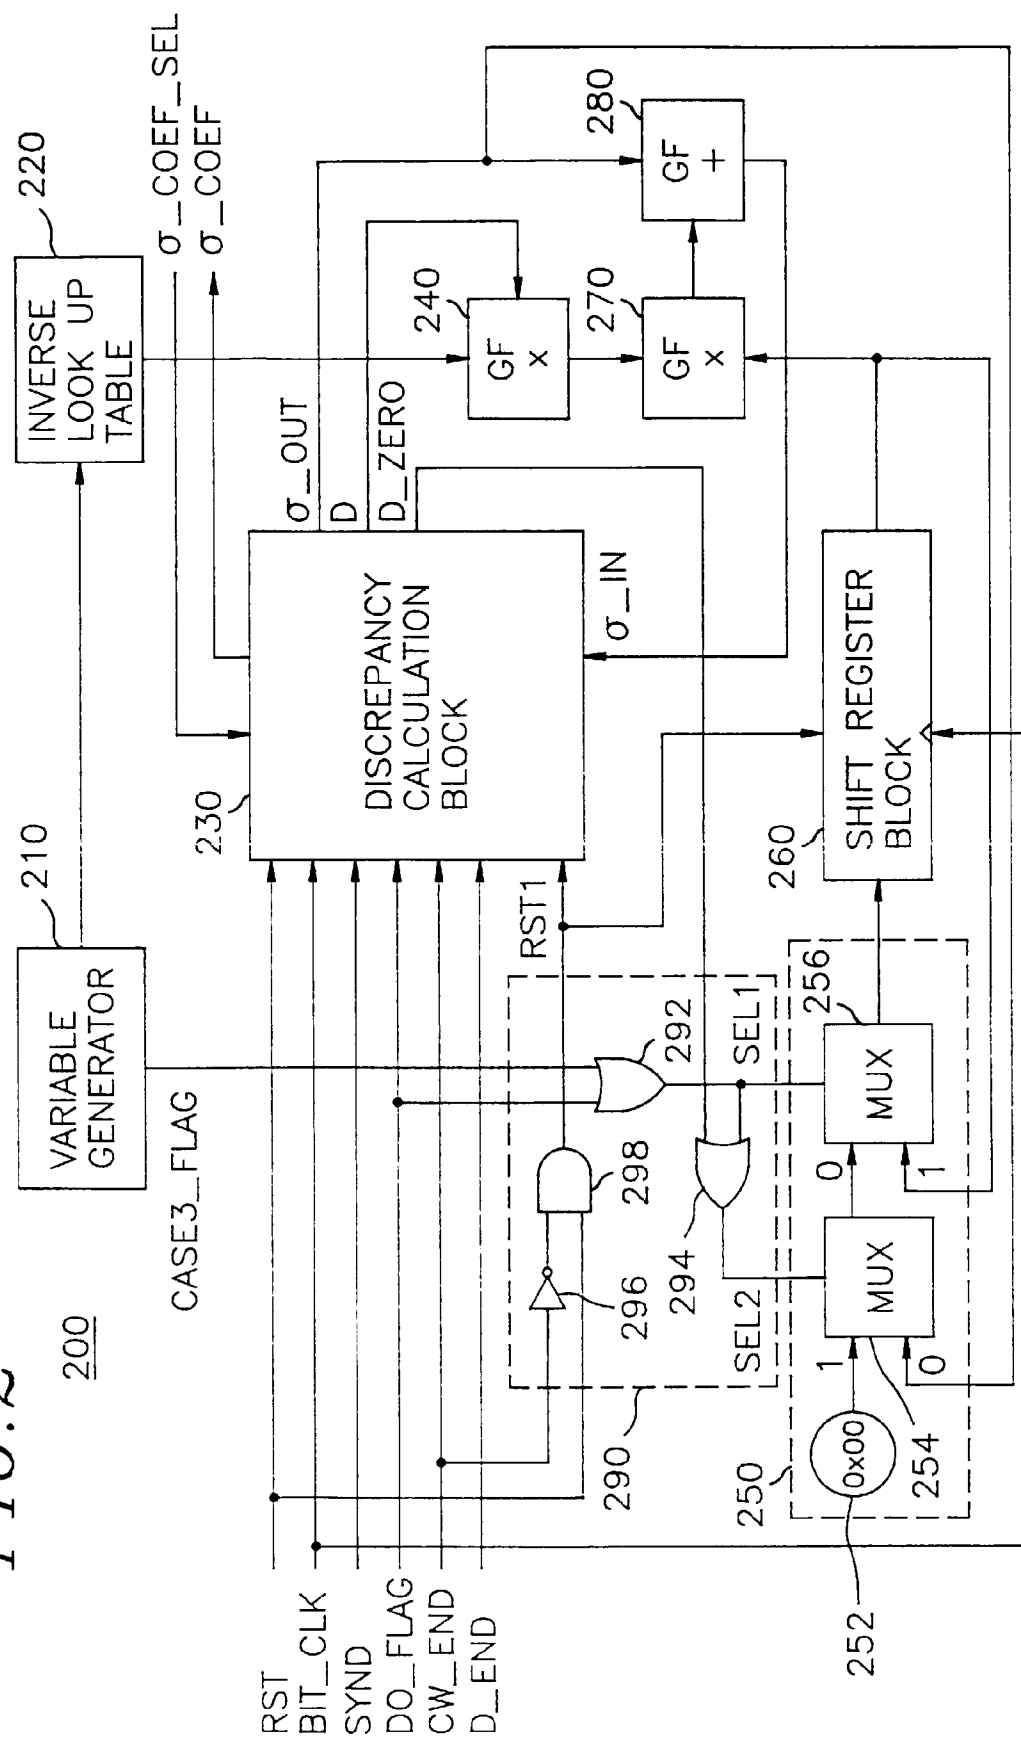 FIG.2
200
VARIABLE
GENERATOR
210
INVERSE
LOOK UP
TABLE
220
CASE3_FLAG
σ_COEF_SEL
σ_COEF
230
DISCREPANCY
CALCULATION
BLOCK
σ_OUT
D
D_ZERO
σ_IN
240
GF
x
270
GF
x
280
GF
+
RST
BIT_CLK
SYND
DO_FLAG
CW_END
D_END
RST1
290
292
294
296
298
SEL1
SEL2
250
252
0x00
254
MUX
1
0
256
MUX
0
1
260
SHIFT REGISTER
BLOCK